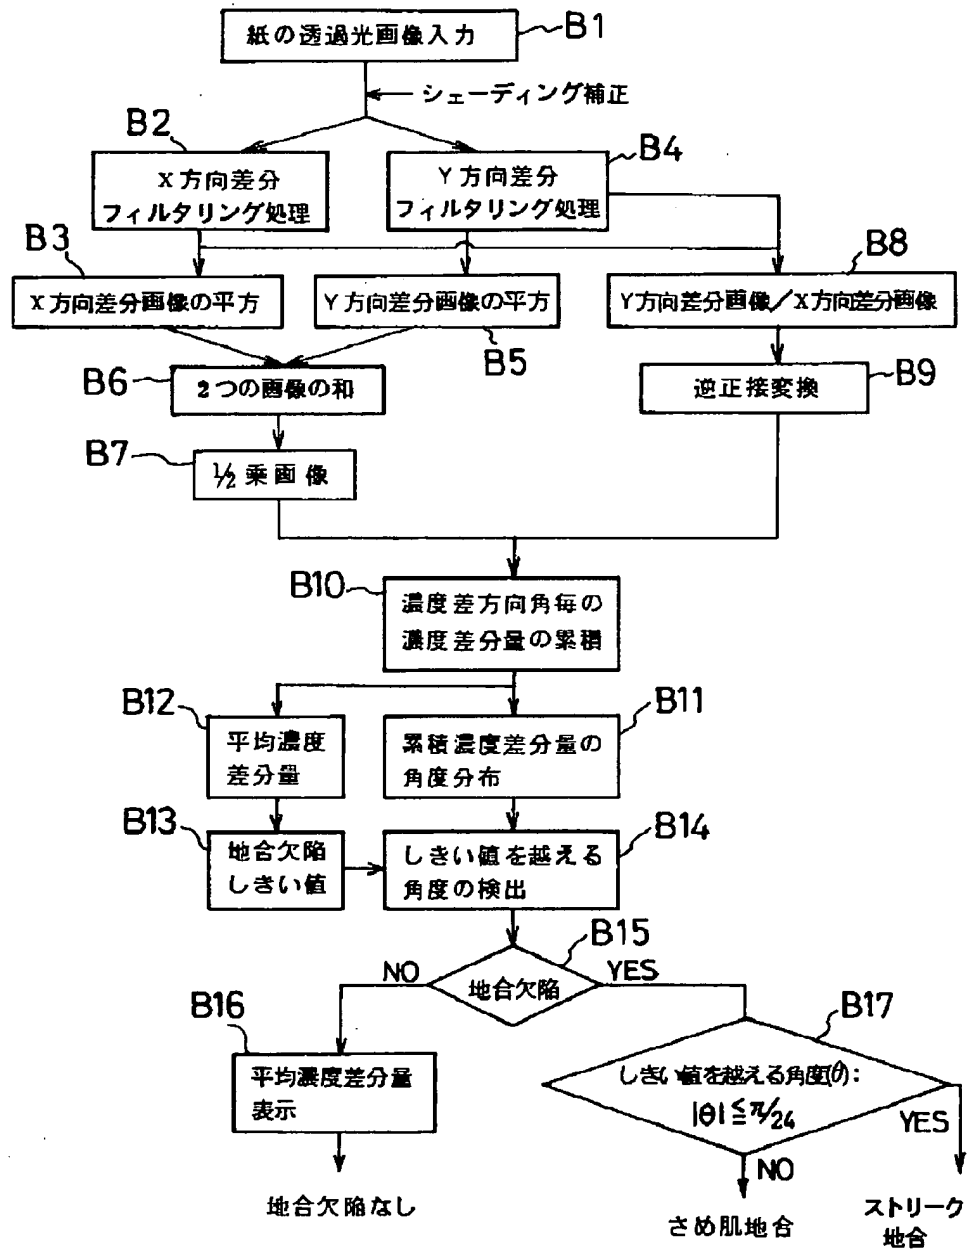 紙の透過光画像入力
B1
シェーディング補正
B2
X方向差分
フィルタリング処理
B4
Y方向差分
フィルタリング処理
B3
X方向差分画像の平方
Y方向差分画像の平方
B5
B8
Y方向差分画像/X方向差分画像
B6
2つの画像の和
B9
逆正接変換
B7
1/2乗画像
B10
濃度差方向角毎の
濃度差分量の累積
B12
平均濃度
差分量
B11
累積濃度差分量の
角度分布
B13
地合欠陥
しきい値
B14
しきい値を越える
角度の検出
B15
地合欠陥
NO
YES
B16
平均濃度差分量
表示
地合欠陥なし
B17
しきい値を越える角度(θ):
|θ|≦π/24
YES
NO
さめ肌地合
ストリーク
地合